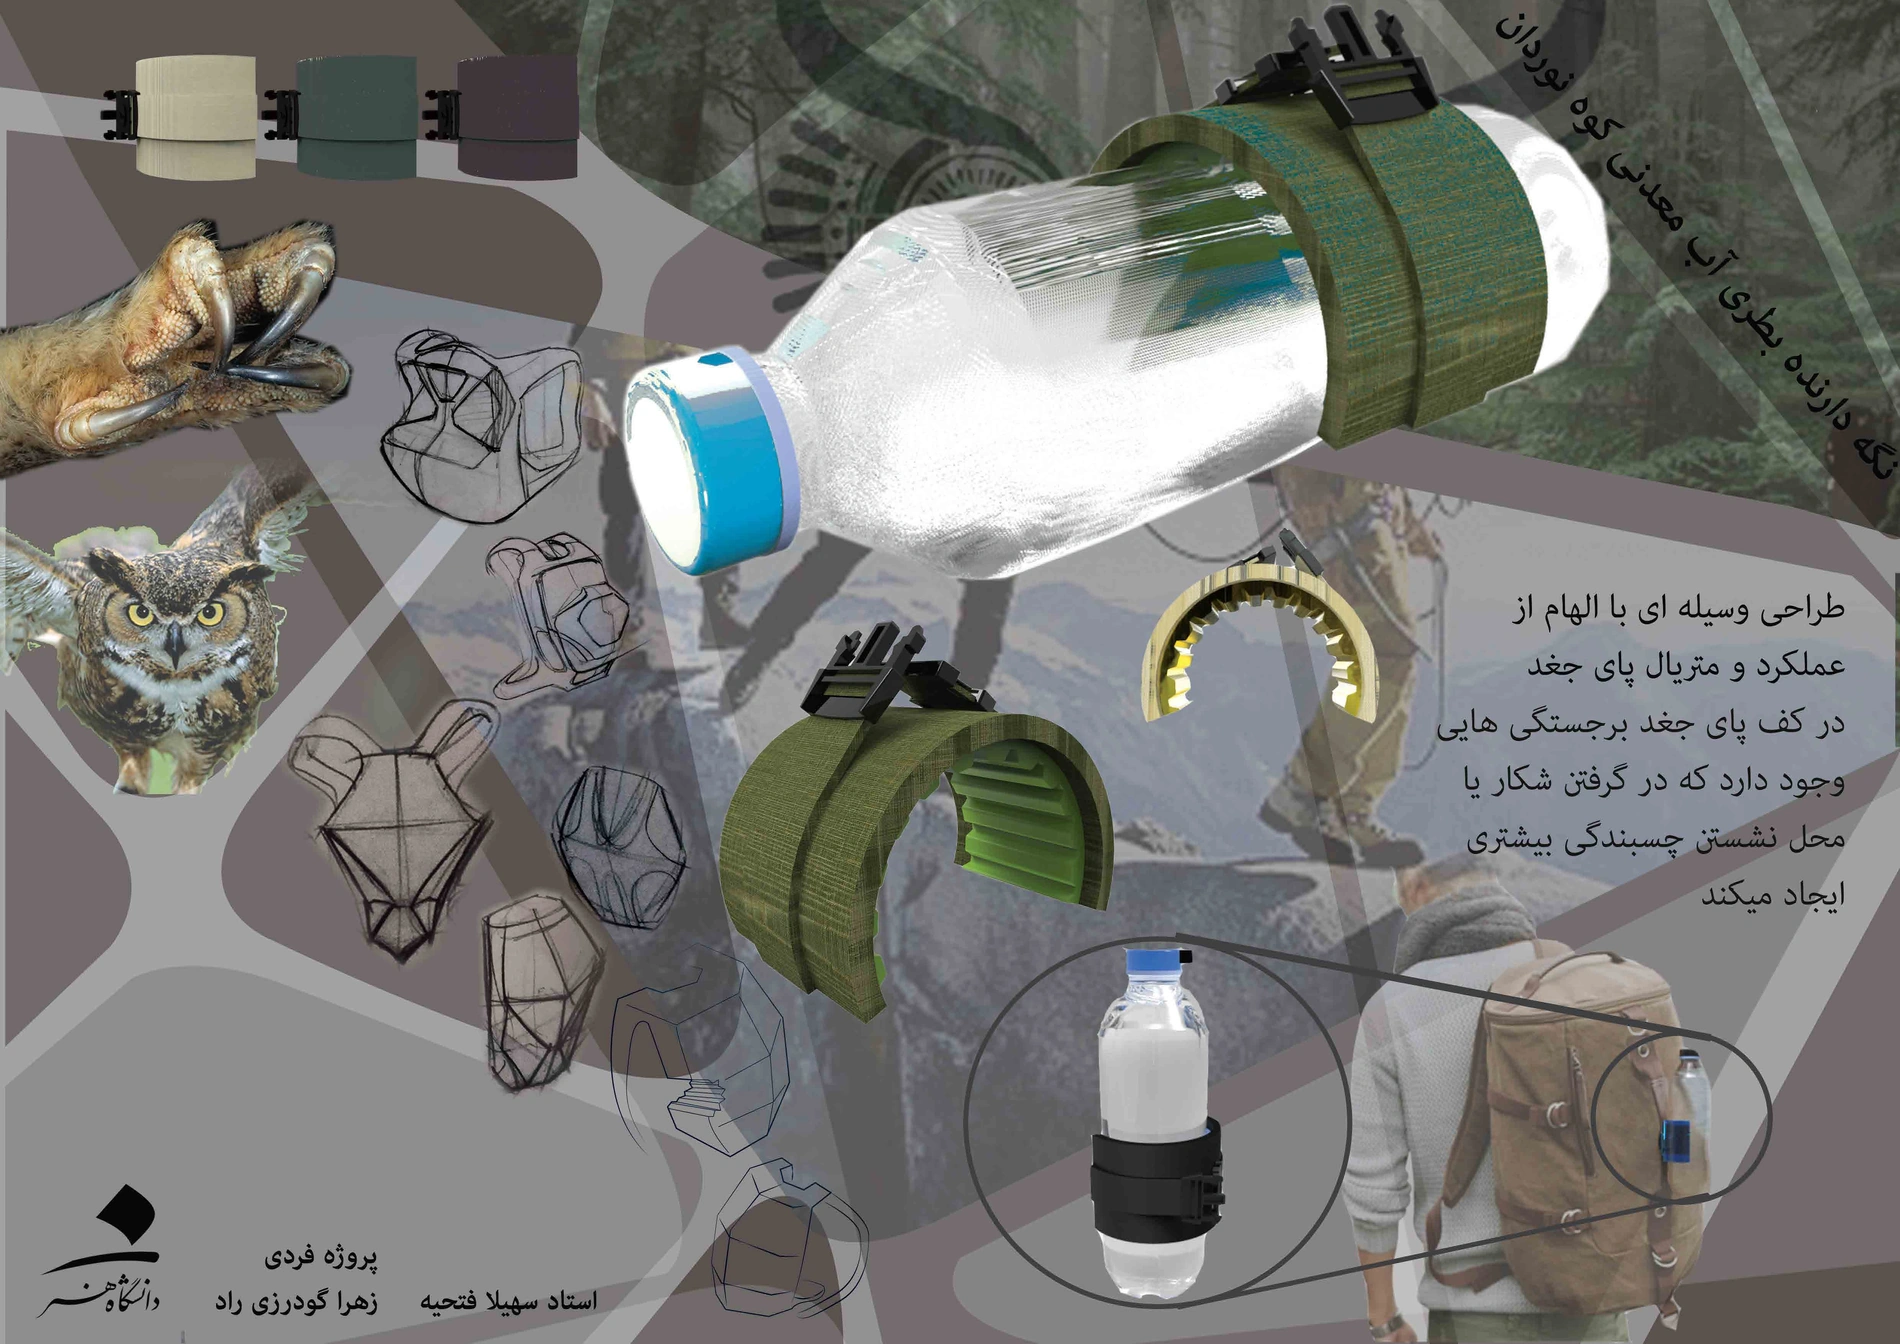 نگه دارنده بطری آب معدنی کوه نوردان
طراحی وسیله ای با الهام از
عملکرد و متریال پای جغد
در کف پای جغد برجستگی هایی
وجود دارد که در گرفتن شکار یا
محل نشستن چسبندگی بیشتری
ایجاد میکند
پروژه فردی
استاد سهیلا فتحیه
زهرا گودرزی راد
دانشگاه هنر